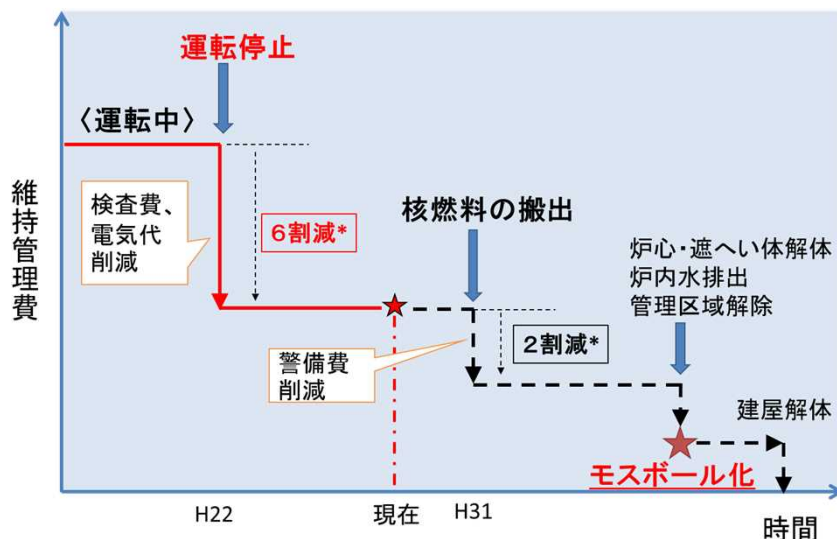 運転停止
〈運転中〉
維持管理費
検査費、
電気代
削減
6割減*
核燃料の搬出
炉心・遮へい体解体
炉内水排出
管理区域解除
警備費
削減
2割減*
建屋解体
モスボール化
H22
現在
H31
時間